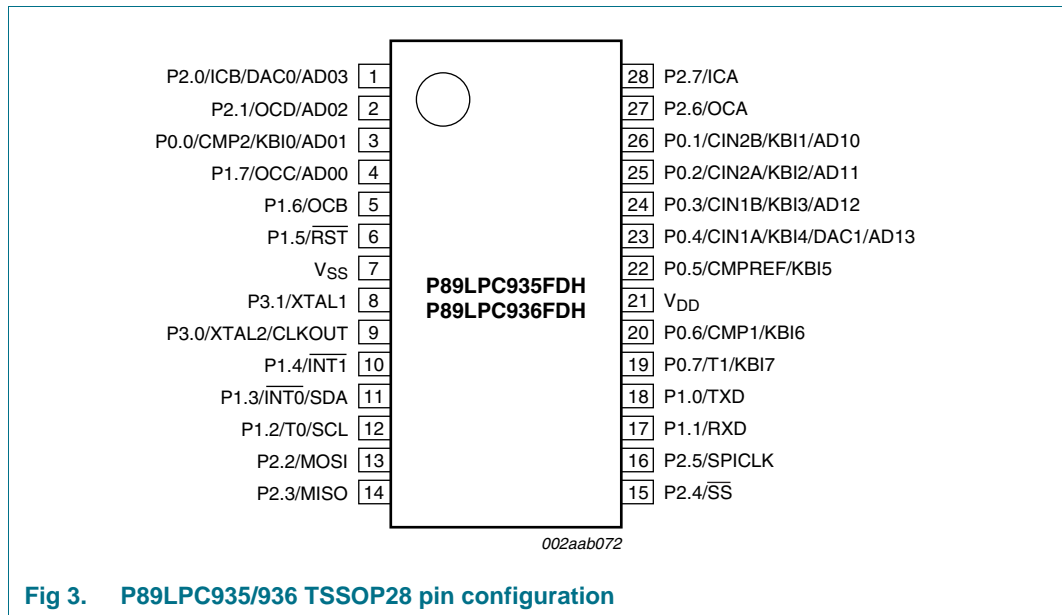 P2.0/ICB/DAC0/AD03 1
P2.1/OCD/AD02 2
P0.0/CMP2/KBI0/AD01 3
P1.7/OCC/AD00 4
P1.6/OCB 5
P1.5/R̅S̅T̅ 6
VSS 7
P3.1/XTAL1 8
P3.0/XTAL2/CLKOUT 9
P1.4/I̅N̅T̅1̅ 10
P1.3/I̅N̅T̅0̅/SDA 11
P1.2/T0/SCL 12
P2.2/MOSI 13
P2.3/MISO 14
P89LPC935FDH
P89LPC936FDH
28 P2.7/ICA
27 P2.6/OCA
26 P0.1/CIN2B/KBI1/AD10
25 P0.2/CIN2A/KBI2/AD11
24 P0.3/CIN1B/KBI3/AD12
23 P0.4/CIN1A/KBI4/DAC1/AD13
22 P0.5/CMPREF/KBI5
21 VDD
20 P0.6/CMP1/KBI6
19 P0.7/T1/KBI7
18 P1.0/TXD
17 P1.1/RXD
16 P2.5/SPICLK
15 P2.4/S̅S̅
002aab072
Fig 3. P89LPC935/936 TSSOP28 pin configuration